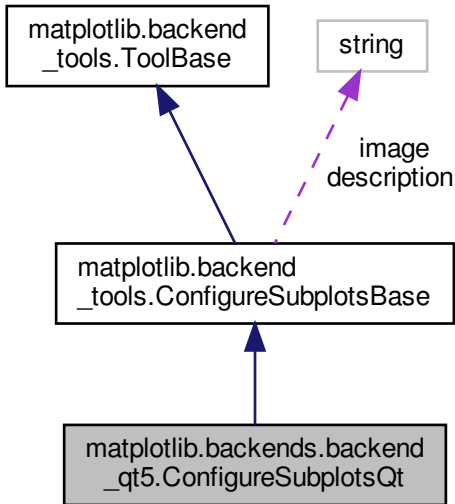 matplotlib.backend
_tools.ToolBase
string
image
description
matplotlib.backend
_tools.ConfigureSubplotsBase
matplotlib.backends.backend
_qt5.ConfigureSubplotsQt